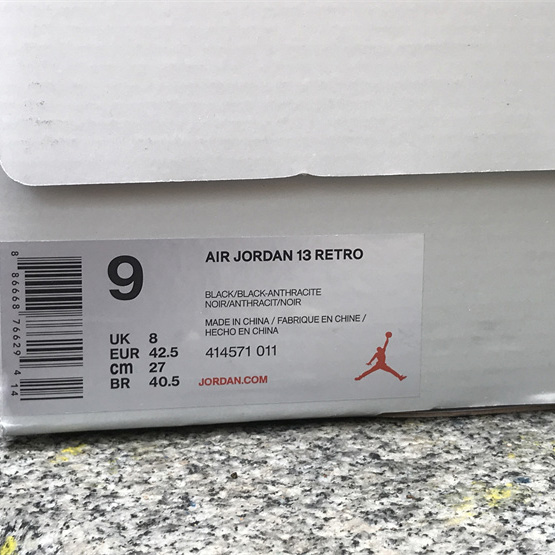 9
AIR JORDAN 13 RETRO
BLACK/BLACK-ANTHRACITE
NOIR/ANTHRACIT/NOIR
MADE IN CHINA / FABRIQUE EN CHINE /
HECHO EN CHINA
UK 8
EUR 42.5
cm 27
BR 40.5
414571 011
JORDAN.COM
8 86668 76629 4 14